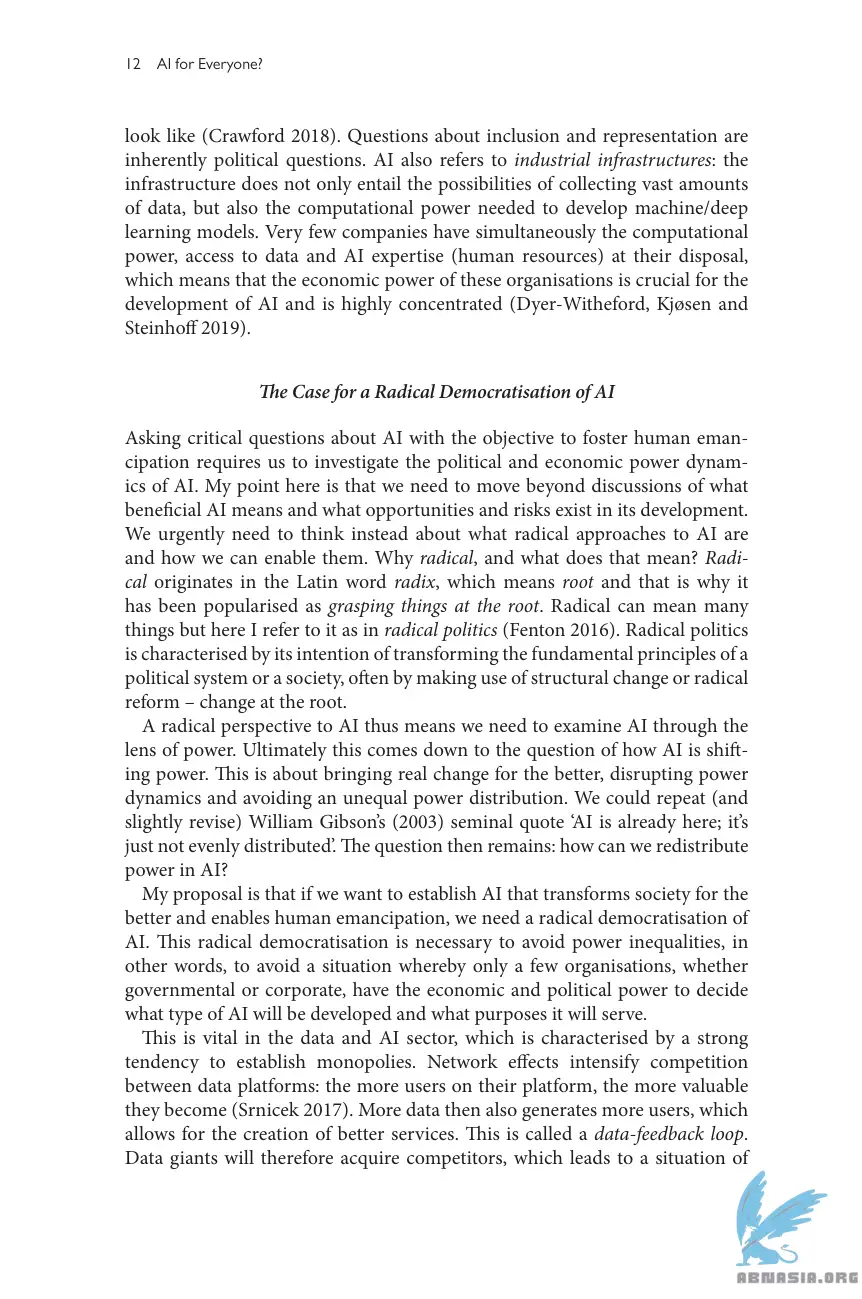 12 AI for Everyone?
look like (Crawford 2018). Questions about inclusion and representation are
inherently political questions. AI also refers to industrial infrastructures: the
infrastructure does not only entail the possibilities of collecting vast amounts
of data, but also the computational power needed to develop machine/deep
learning models. Very few companies have simultaneously the computational
power, access to data and AI expertise (human resources) at their disposal,
which means that the economic power of these organisations is crucial for the
development of AI and is highly concentrated (Dyer-Witheford, Kjøsen and
Steinhoff 2019).
The Case for a Radical Democratisation of AI
Asking critical questions about AI with the objective to foster human eman-
cipation requires us to investigate the political and economic power dynam-
ics of AI. My point here is that we need to move beyond discussions of what
beneficial AI means and what opportunities and risks exist in its development.
We urgently need to think instead about what radical approaches to AI are
and how we can enable them. Why radical, and what does that mean? Radi-
cal originates in the Latin word radix, which means root and that is why it
has been popularised as grasping things at the root. Radical can mean many
things but here I refer to it as in radical politics (Fenton 2016). Radical politics
is characterised by its intention of transforming the fundamental principles of a
political system or a society, often by making use of structural change or radical
reform – change at the root.
A radical perspective to AI thus means we need to examine AI through the
lens of power. Ultimately this comes down to the question of how AI is shift-
ing power. This is about bringing real change for the better, disrupting power
dynamics and avoiding an unequal power distribution. We could repeat (and
slightly revise) William Gibson’s (2003) seminal quote ‘AI is already here; it’s
just not evenly distributed’. The question then remains: how can we redistribute
power in AI?
My proposal is that if we want to establish AI that transforms society for the
better and enables human emancipation, we need a radical democratisation of
AI. This radical democratisation is necessary to avoid power inequalities, in
other words, to avoid a situation whereby only a few organisations, whether
governmental or corporate, have the economic and political power to decide
what type of AI will be developed and what purposes it will serve.
This is vital in the data and AI sector, which is characterised by a strong
tendency to establish monopolies. Network effects intensify competition
between data platforms: the more users on their platform, the more valuable
they become (Srnicek 2017). More data then also generates more users, which
allows for the creation of better services. This is called a data-feedback loop.
Data giants will therefore acquire competitors, which leads to a situation of
ABNASIA.ORG